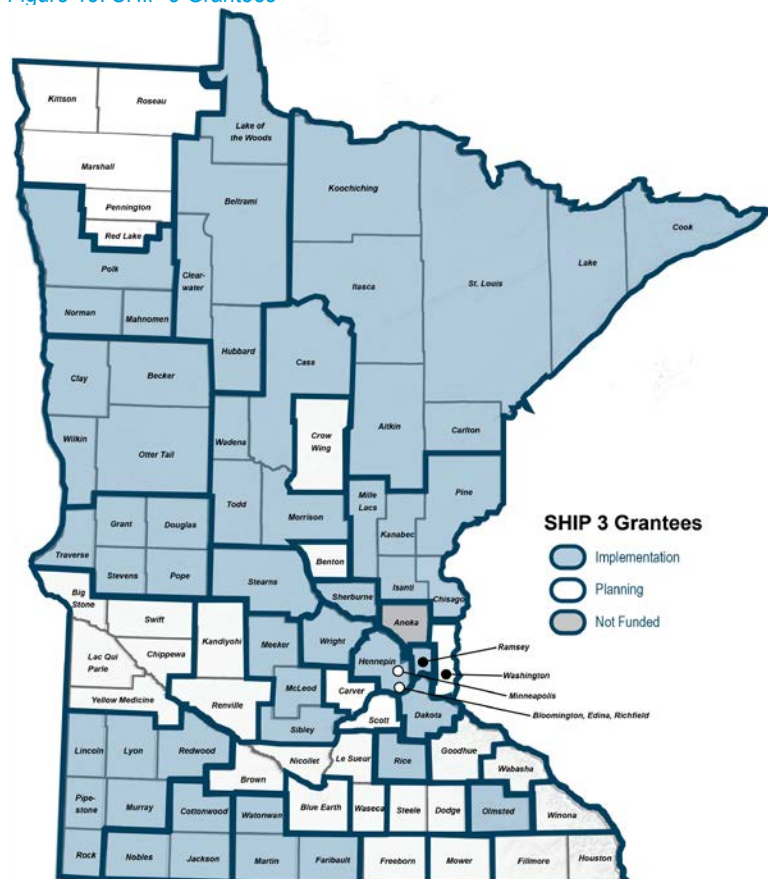 Figure 10: SHIP 3 Grantees
Kittson
Roseau
Lake of
the Woods
Marshall
Koochiching
Beltrami
Pennington
Cook
Red Lake
Polk
Clear-
water
Lake
St. Louis
Itasca
Norman
Mahnomen
Hubbard
Cass
Clay
Becker
Aitkin
Carlton
Wilkin
Wadena
Crow
Wing
Otter Tail
Pine
Mille
Lacs
Todd
Morrison
Grant
Douglas
Kanabec
SHIP 3 Grantees
Implementation
Planning
Not Funded
Traverse
Benton
Stevens
Pope
Stearns
Isanti
Big
Stone
Sherburne
Chisago
Swift
Anoka
Kandiyohi
Meeker
Wright
Ramsey
Chippewa
Lac Qui
Parle
Hennepin
Washington
McLeod
Carver
Minneapolis
Yellow Medicine
Renville
Bloomington, Edina, Richfield
Scott
Dakota
Sibley
Lincoln
Lyon
Redwood
Nicollet
Le Sueur
Rice
Goodhue
Brown
Wabasha
Pipe-
stone
Murray
Cottonwood
Watonwan
Blue Earth
Waseca
Steele
Dodge
Olmsted
Winona
Rock
Nobles
Jackson
Martin
Faribault
Freeborn
Mower
Fillmore
Houston